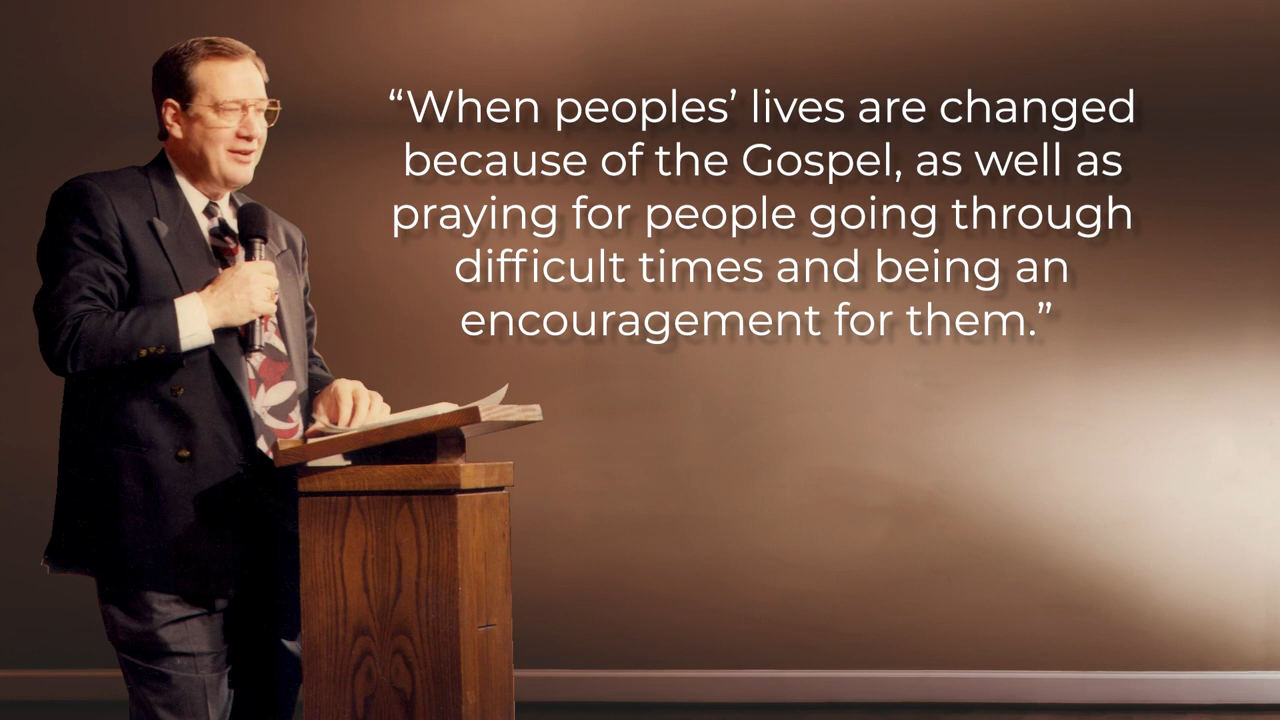 “When peoples’ lives are changed
because of the Gospel, as well as
praying for people going through
difficult times and being an
encouragement for them.”